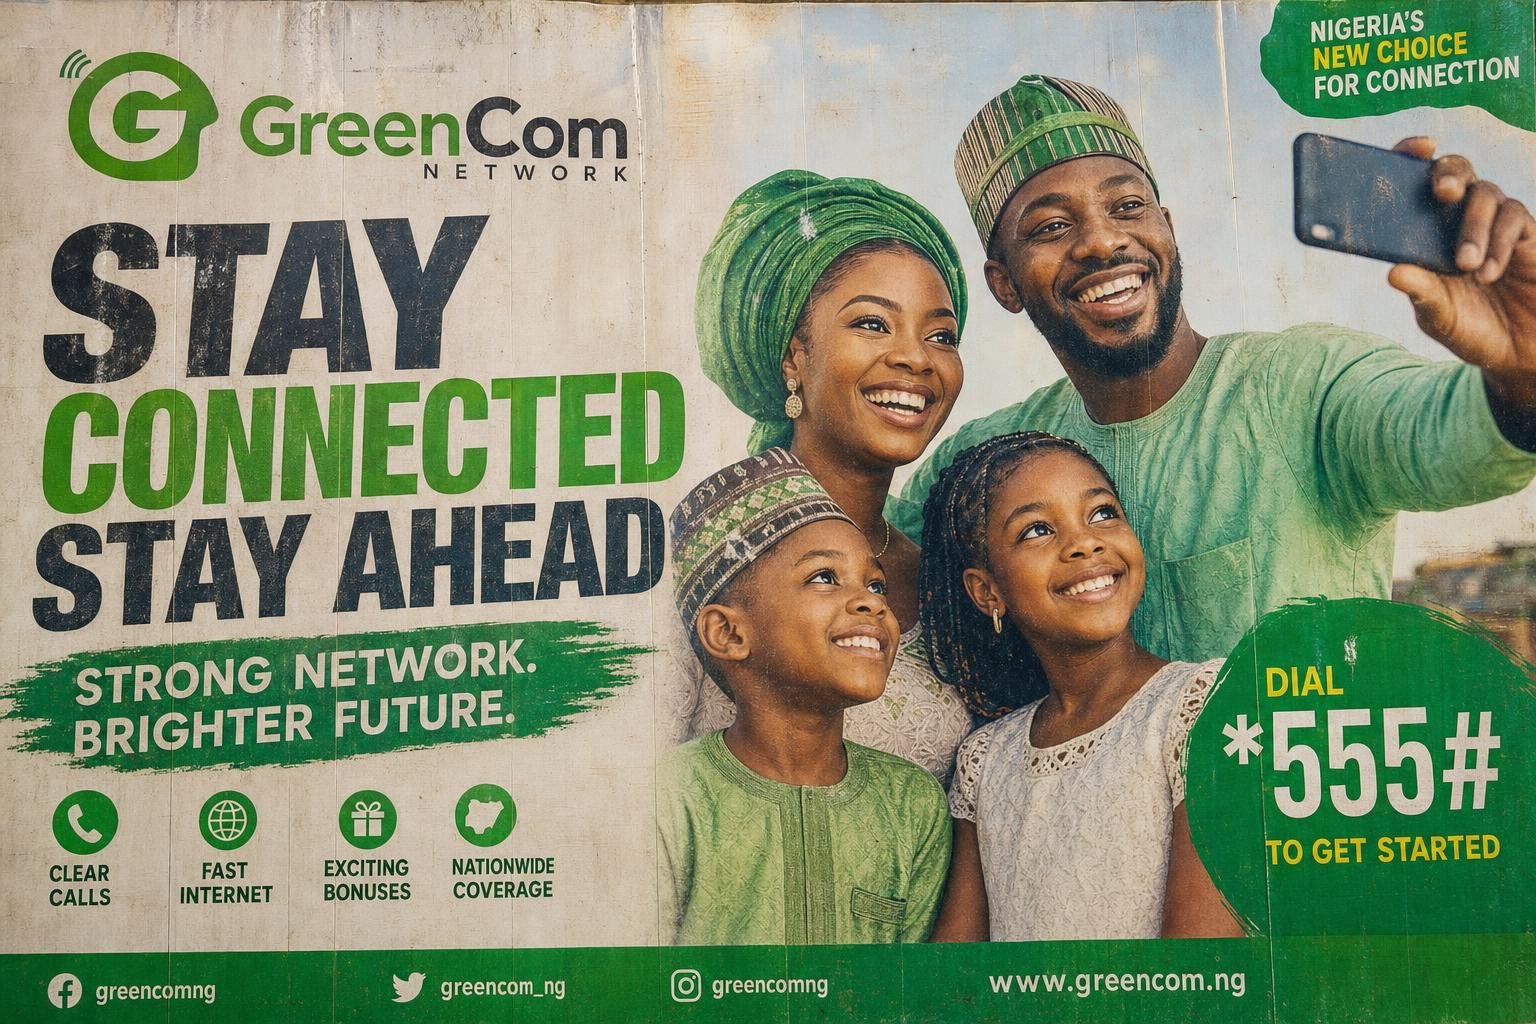 GreenCom
NETWORK
NIGERIA'S
NEW CHOICE
FOR CONNECTION
STAY
CONNECTED
STAY AHEAD
STRONG NETWORK.
BRIGHTER FUTURE.
CLEAR
CALLS
FAST
INTERNET
EXCITING
BONUSES
NATIONWIDE
COVERAGE
DIAL
*555#
TO GET STARTED
greencomng
greencom_ng
greencomng
www.greencom.ng